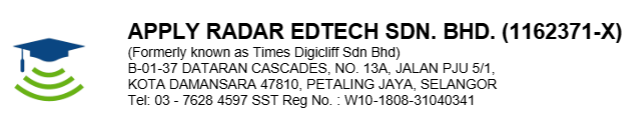 APPLY RADAR EDTECH SDN. BHD. (1162371-X)
(Formerly known as Times Digicliff Sdn Bhd)
B-01-37 DATARAN CASCADES, NO. 13A, JALAN PJU 5/1,
KOTA DAMANSARA 47810, PETALING JAYA, SELANGOR
Tel: 03 - 7628 4597 SST Reg No. : W10-1808-31040341